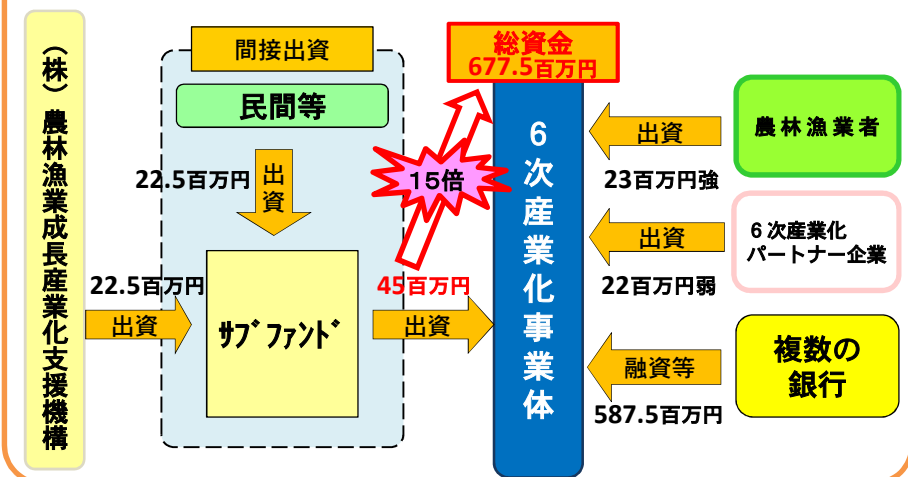 （株）農林漁業成長産業化支援機構
間接出資
民間等
22.5百万円
出資
22.5百万円
出資
サブファンド
45百万円
出資
15倍
総資金
677.5百万円
６次産業化事業体
出資
23百万円強
農林漁業者
出資
22百万円弱
６次産業化
パートナー企業
融資等
587.5百万円
複数の
銀行